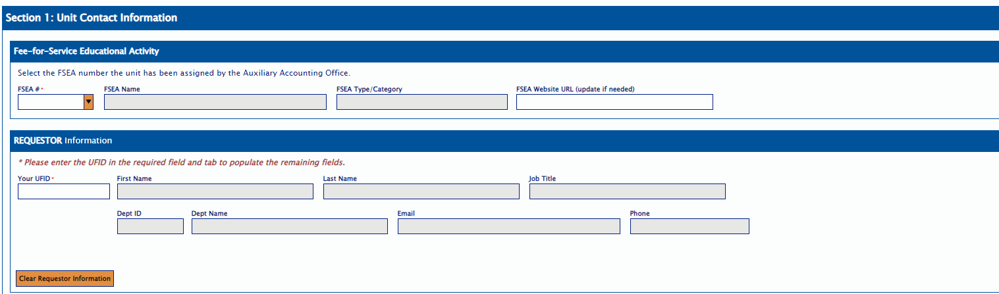 Section 1: Unit Contact Information
Fee-for-Service Educational Activity
Select the FSEA number the unit has been assigned by the Auxiliary Accounting Office.
FSEA # * FSEA Name FSEA Type/Category FSEA Website URL (update if needed)
REQUESTOR Information
* Please enter the UFID in the required field and tab to populate the remaining fields.
Your UFID * First Name Last Name Job Title
Dept ID Dept Name Email Phone
Clear Requestor Information